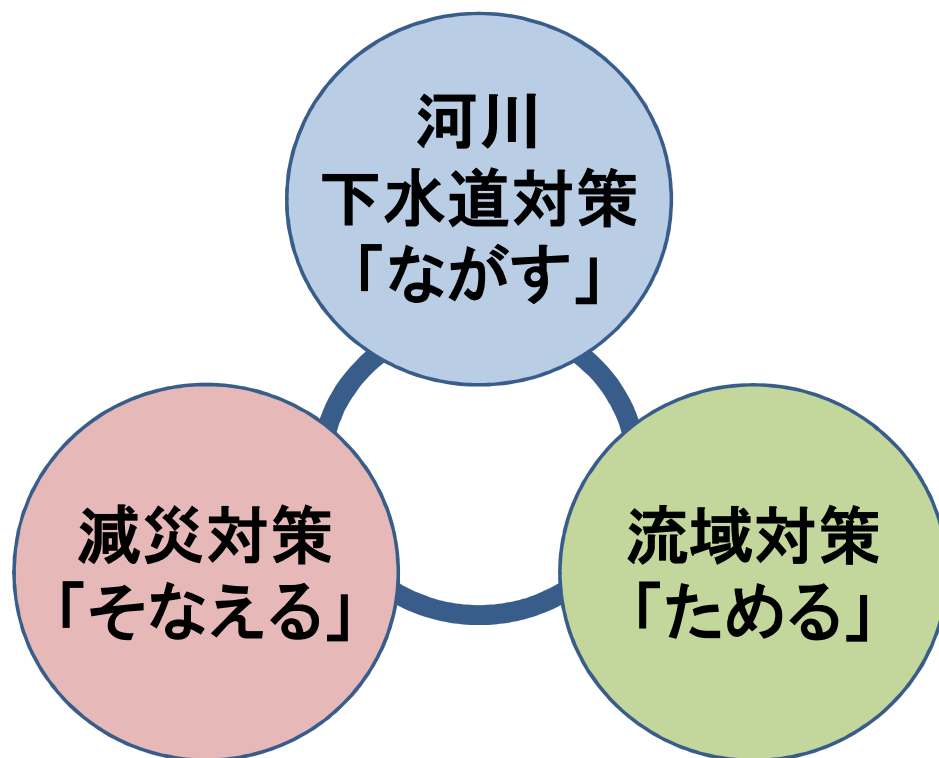 河川
下水道対策
「ながす」
減災対策
「そなえる」
流域対策
「ためる」